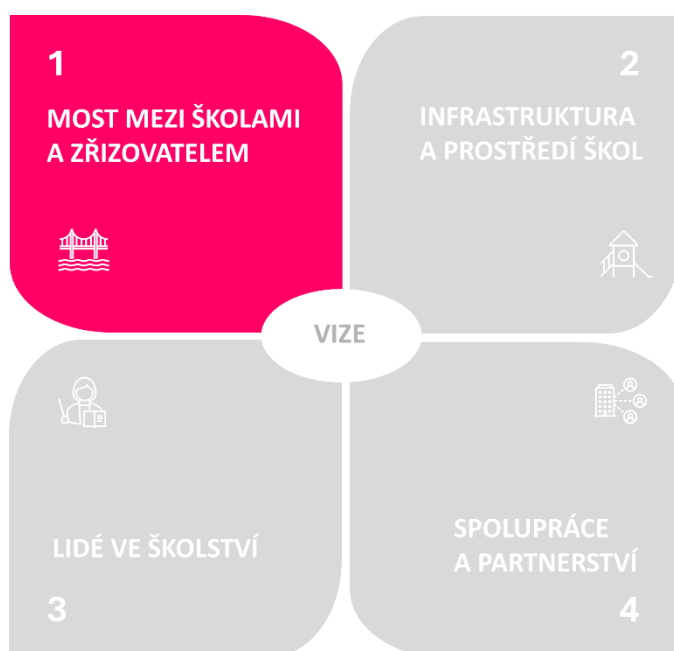 1
MOST MEZI ŠKOLAMI
A ZŘIZOVATELEM
2
INFRASTRUKTURA
A PROSTŘEDÍ ŠKOL
VIZE
LIDÉ VE ŠKOLSTVÍ
3
SPOLUPRÁCE
A PARTNERSTVÍ
4